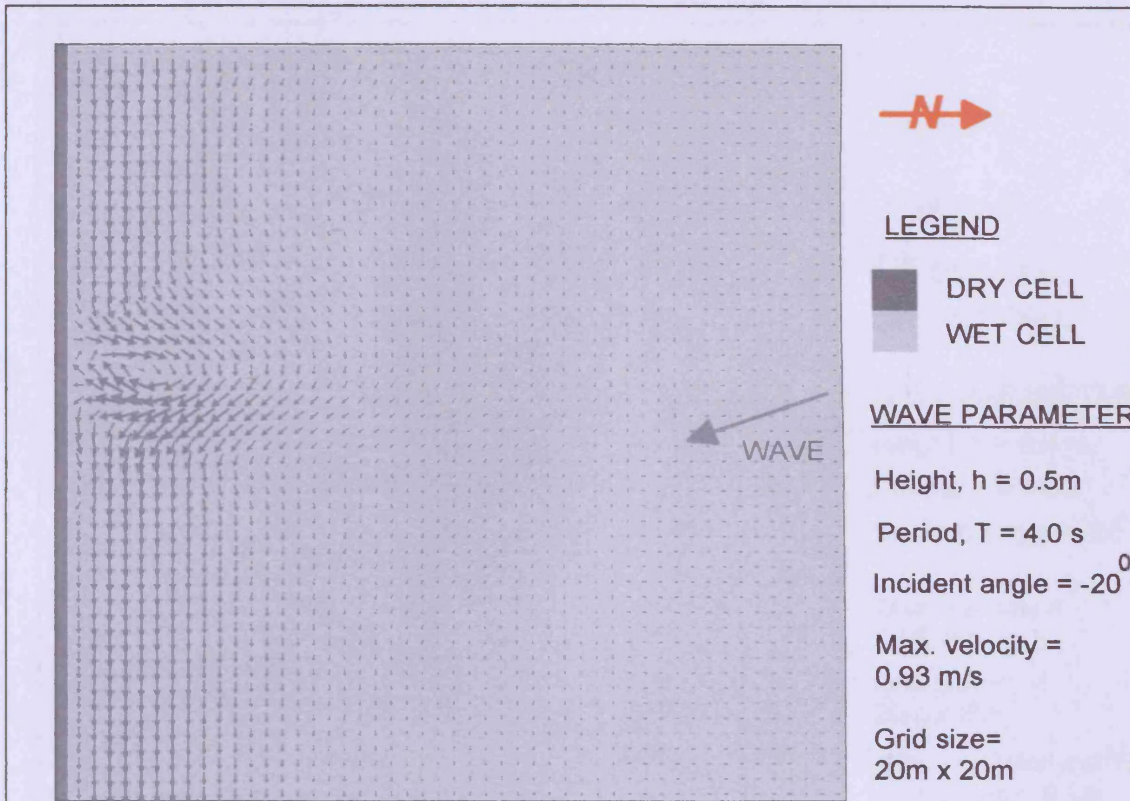 N
LEGEND
DRY CELL
WET CELL
WAVE
WAVE PARAMETER
Height, h = 0.5m
Period, T = 4.0 s
Incident angle = -20⁰
Max. velocity =
0.93 m/s
Grid size=
20m x 20m